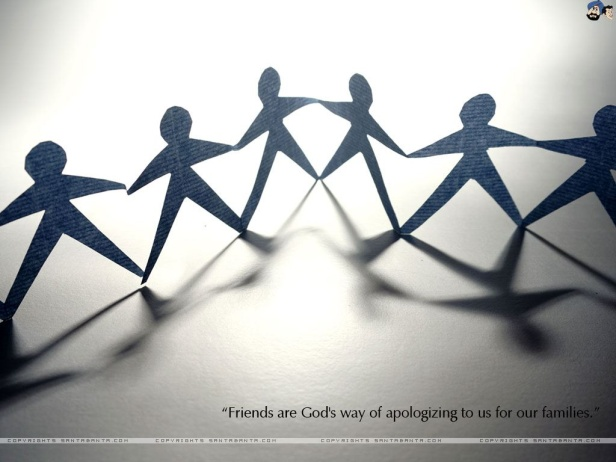 “Friends are God's way of apologizing to us for our families.”
COPYRIGHTS SANTABANTA.COM COPYRIGHTS SANTABANTA.COM COPYRIGHTS SANTABANTA.COM COPYRIGHTS SANTABANTA.COM